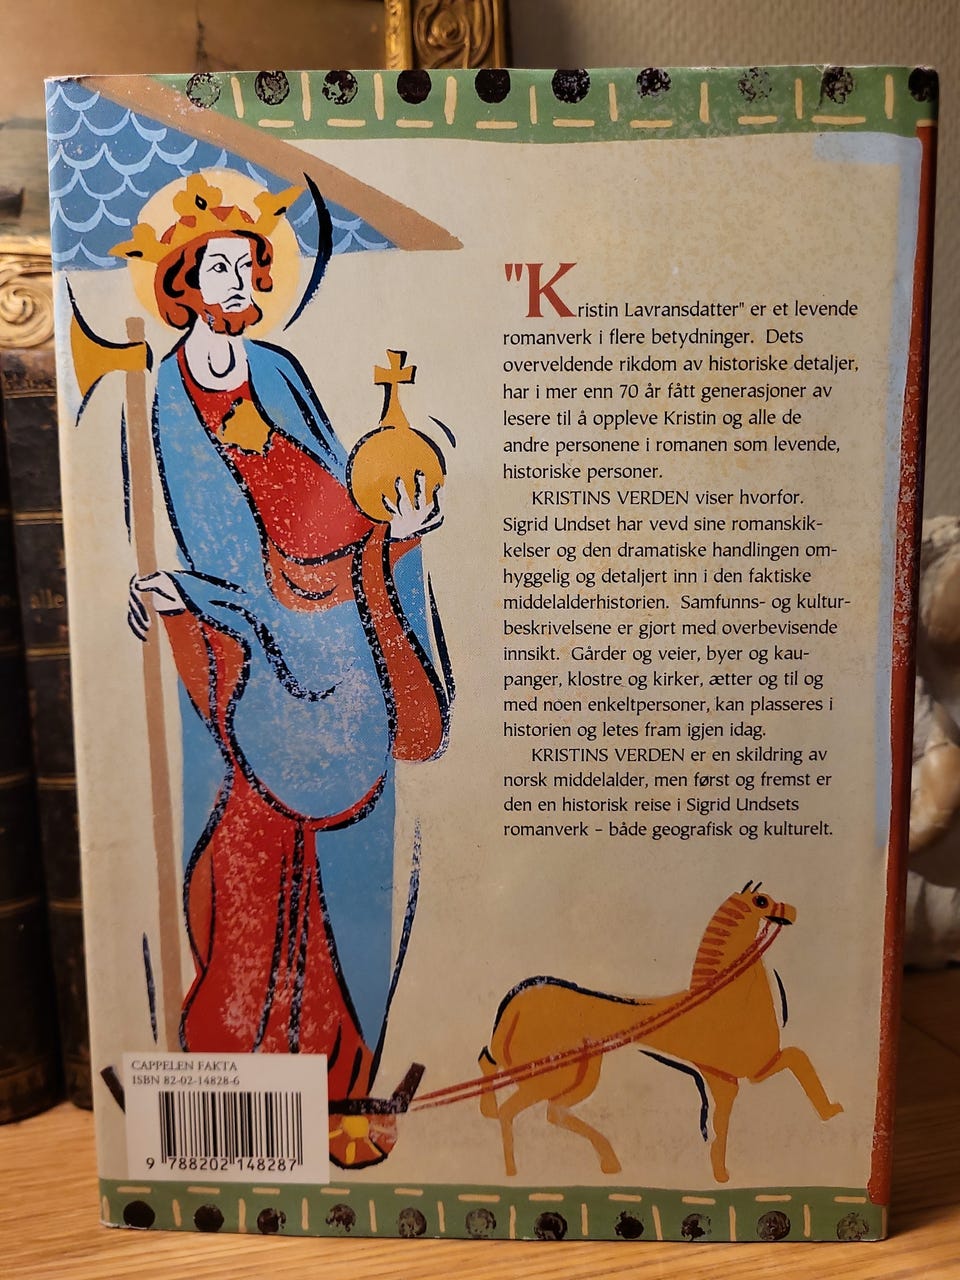 "Kristin Lavransdatter" er et levende
romanverk i flere betydninger. Dets
overveldende rikdom av historiske detaljer,
har i mer enn 70 år fått generasjoner av
lesere til å oppleve Kristin og alle de
andre personene i romanen som levende,
historiske personer.
KRISTINS VERDEN viser hvorfor.
Sigrid Undset har vevd sine romanskik-
kelser og den dramatiske handlingen om-
hyggelig og detaljert inn i den faktiske
middelalderhistorien. Samfunns- og kultur-
beskrivelsene er gjort med overbevisende
innsikt. Gårder og veier, byer og kau-
panger, klostre og kirker, ætter og til og
med noen enkeltpersoner, kan plasseres i
historien og letes fram igjen idag.
KRISTINS VERDEN er en skildring av
norsk middelalder, men først og fremst er
den en historisk reise i Sigrid Undsets
romanverk – både geografisk og kulturelt.
CAPPELEN FAKTA
ISBN 82-02-14828-6
9 788202 148287